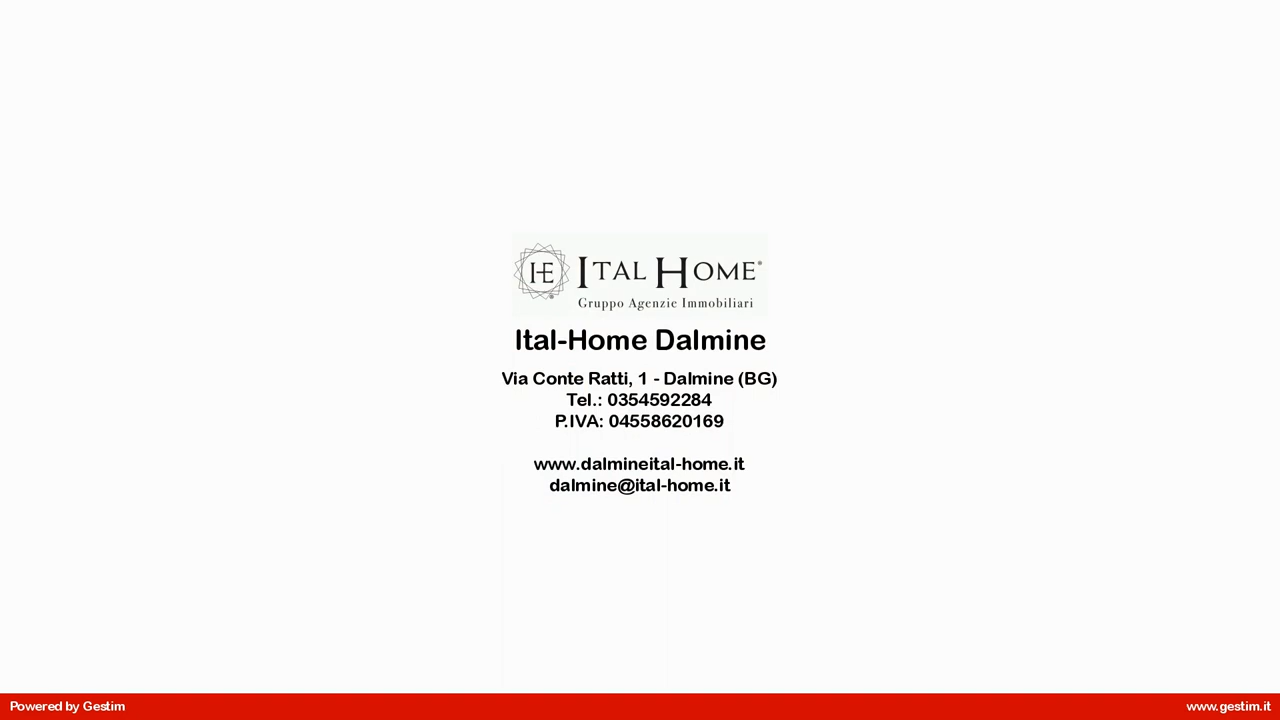 HE ITAL HOME®
Gruppo Agenzie Immobiliari
Ital-Home Dalmine
Via Conte Ratti, 1 - Dalmine (BG)
Tel.: 0354592284
P.IVA: 04558620169
www.dalmineital-home.it
dalmine@ital-home.it
Powered by Gestim
www.gestim.it